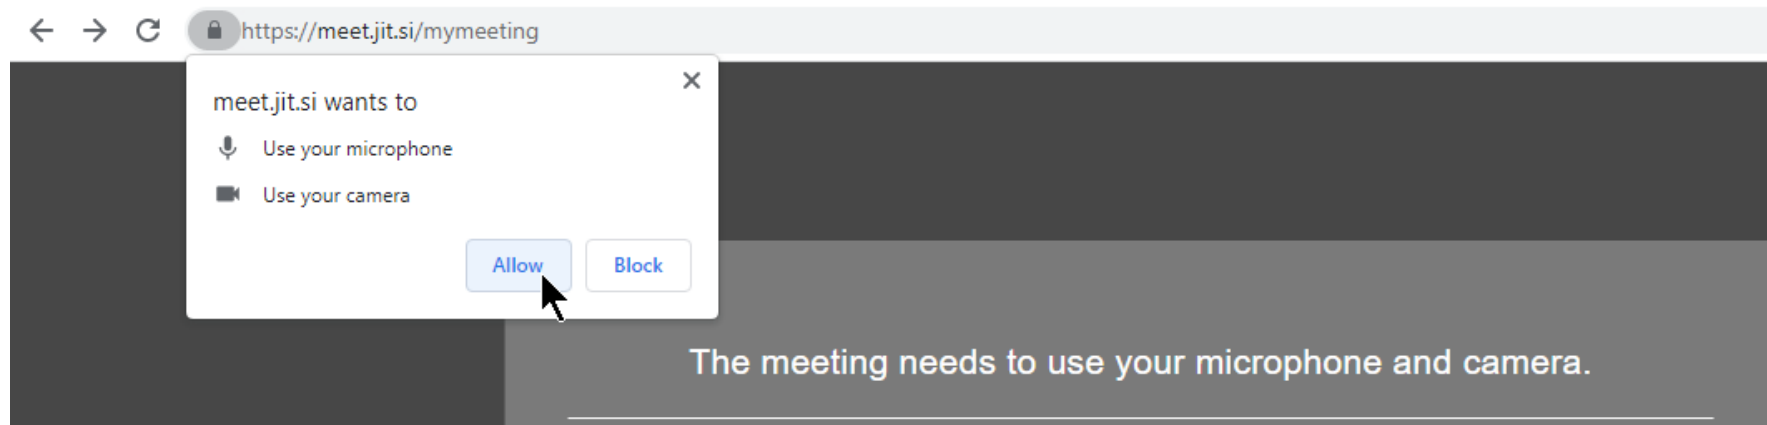 https://meet.jit.si/mymeeting
meet.jit.si wants to
Use your microphone
Use your camera
Allow Block
The meeting needs to use your microphone and camera.